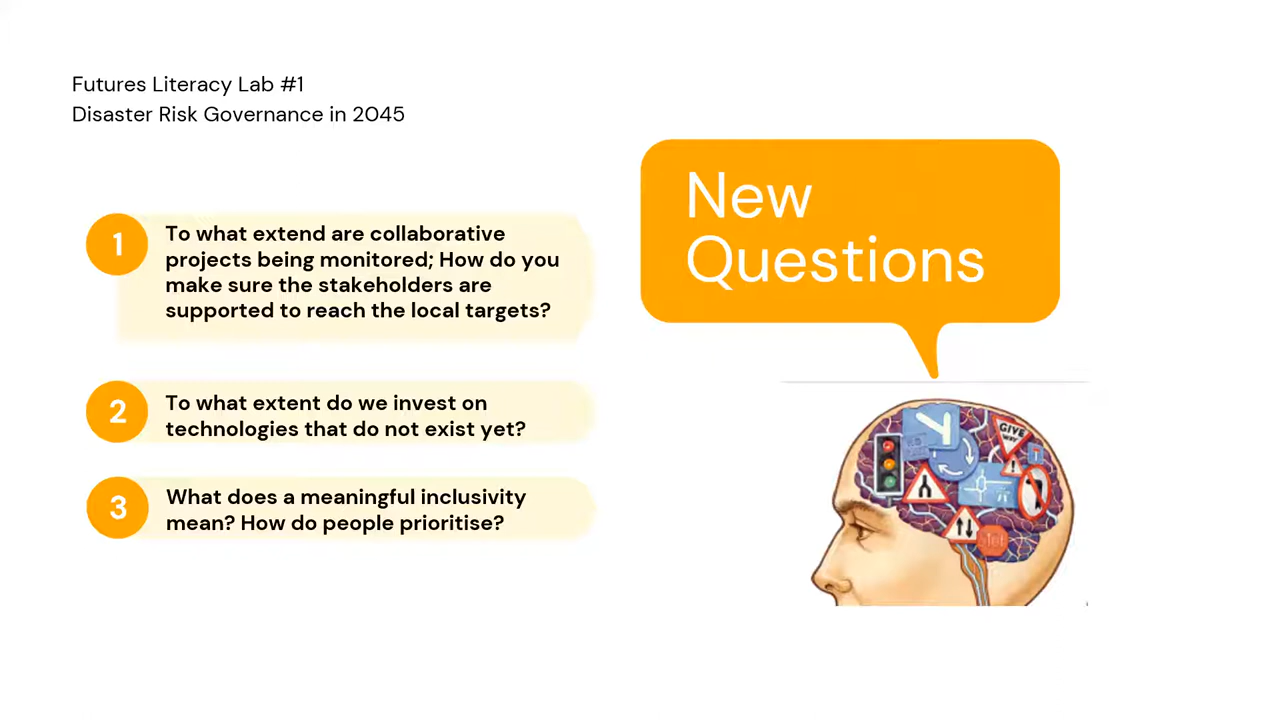 Futures Literacy Lab #1
Disaster Risk Governance in 2045
New
Questions
1
To what extend are collaborative
projects being monitored; How do you
make sure the stakeholders are
supported to reach the local targets?
2
To what extent do we invest on
technologies that do not exist yet?
3
What does a meaningful inclusivity
mean? How do people prioritise?
GIVE
WAY